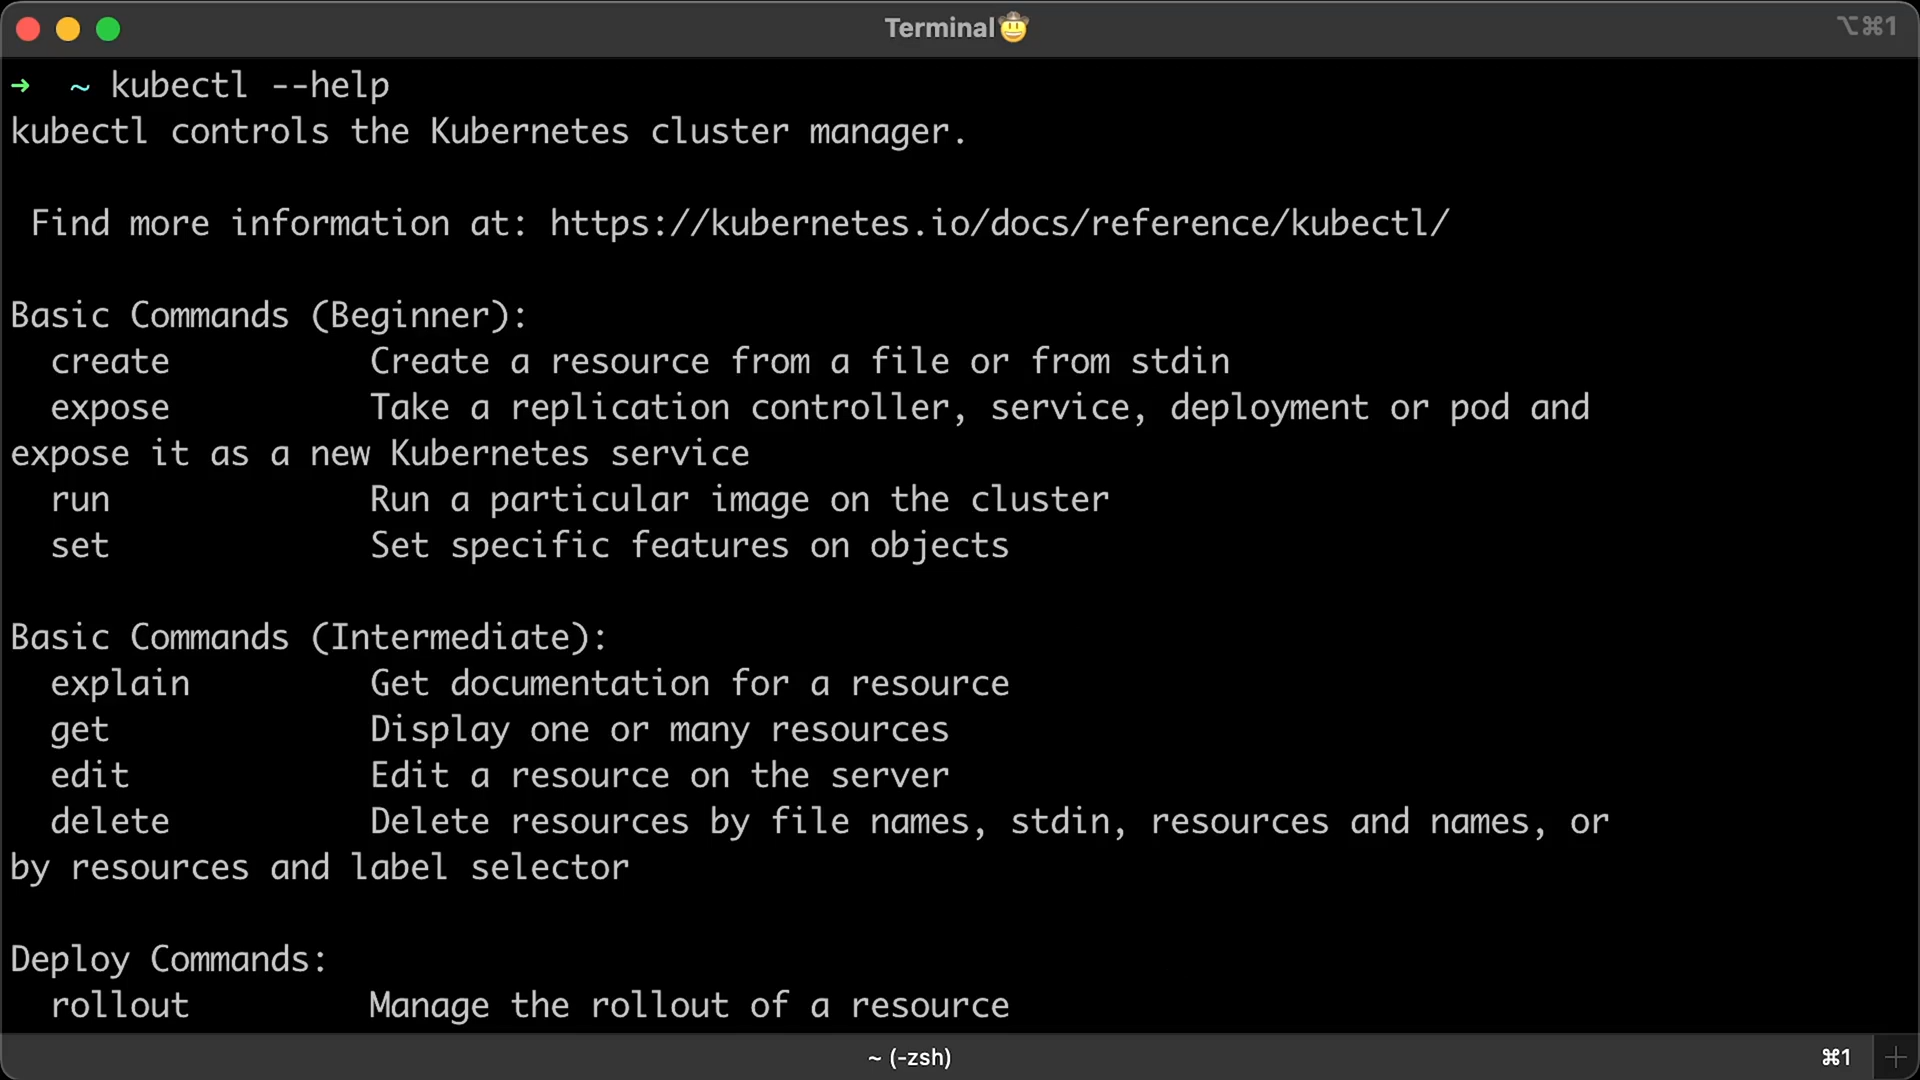 Terminal🤠
⌥⌘1
➜  ~ kubectl --help
kubectl controls the Kubernetes cluster manager.
Find more information at: https://kubernetes.io/docs/reference/kubectl/
Basic Commands (Beginner):
  create          Create a resource from a file or from stdin
  expose          Take a replication controller, service, deployment or pod and
expose it as a new Kubernetes service
  run             Run a particular image on the cluster
  set             Set specific features on objects
Basic Commands (Intermediate):
  explain         Get documentation for a resource
  get             Display one or many resources
  edit            Edit a resource on the server
  delete          Delete resources by file names, stdin, resources and names, or
by resources and label selector
Deploy Commands:
  rollout         Manage the rollout of a resource
~ (-zsh)
⌘1